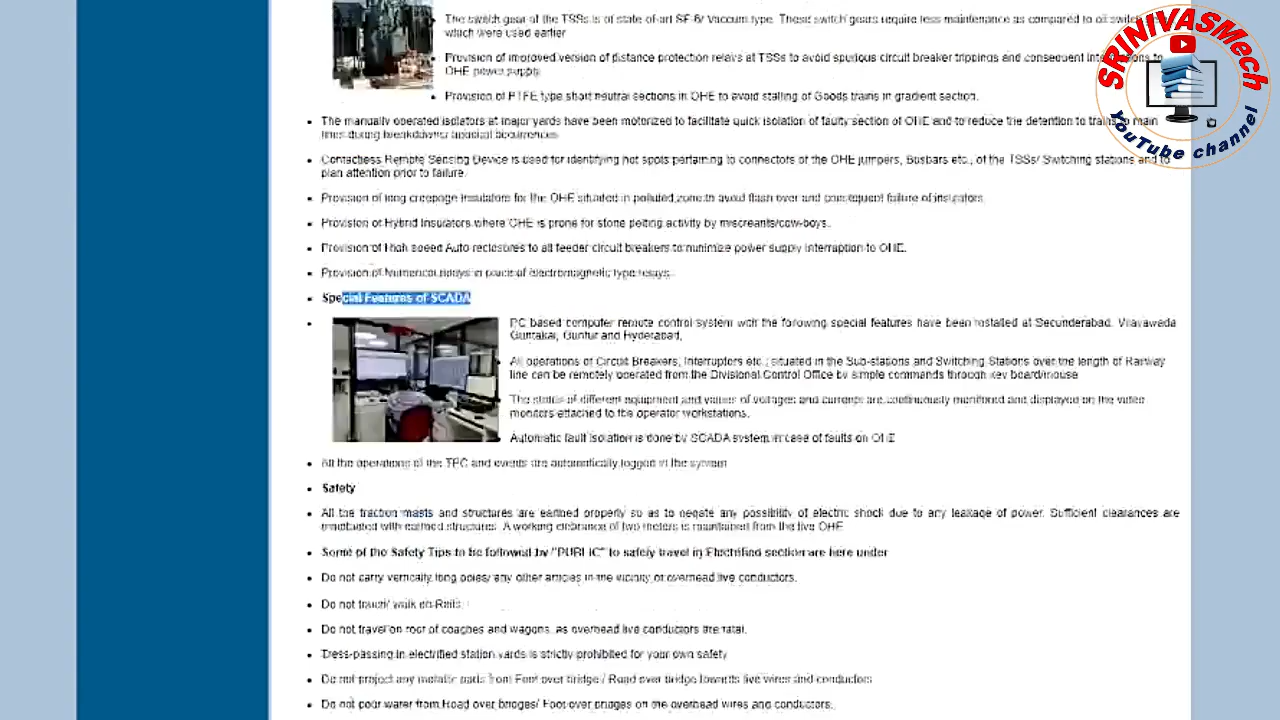 The switch gear of the TSSs is of state-of-art SF-6/ Vaccum type. These switch gears require less maintenance as compared to oil switch
which were used earlier
Provision of improved version of distance protection relays at TSSs to avoid spurious circuit breaker trippings and consequent to
OHE power supply.
Provision of PTFE type short neutral sections in OHE to avoid stalling of Goods trains in gradient section.
The manually operated isolators at major yards have been motorized to facilitate quick isolation of faulty section of OHE and to reduce the detention to trains to main
lines during
Contactless Remote Sensing Device is used for identifying hot spots pertaining to connectors of the OHE jumpers, Busbars etc., of the TSSs/ Switching stations and to
plan attention prior to failure.
Provision of long creepage insulators for the OHE situated in polluted zone to avoid flash over and consequent failure of insulators.
Provision of Hybrid Insulators where OHE is prone for stone pelting activity by miscreants/cow-boys.
Provision of High speed Auto reclosures to all feeder circuit breakers to minimize power supply interruption to OHE.
Provision of Numerical relays in place of electromagnetic type relays.
Special Features of SCADA
PC based computer remote control system with the following special features have been installed at Secunderabad, Vijayawada
Guntakal, Guntur and Hyderabad.
All operations of Circuit Breakers, Interruptors etc., situated in the Sub-stations and Switching Stations over the length of Railway
line can be remotely operated from the Divisional Control Office by simple commands through key board/mouse
The status of different equipment and values of voltages and currents are continuously monitored and displayed on the video
monitors attached to the operator workstations.
Automatic fault isolation is done by SCADA system in case of faults on OHE
All the operations of the TPC and events are automatically logged in the system
Safety
All the traction masts and structures are earthed properly so as to negate any possibility of electric shock due to any leakage of power. Sufficient clearances are
maintained with earthed structures. A working clearance of two meters is maintained from the live OHE
Some of the Safety Tips to be followed by "PUBLIC" to safely travel in Electrified section are here under
Do not carry vertically, long poles/ any other articles in the vicinity of overhead live conductors.
Do not touch/ walk on Rails
Do not travel on roof of coaches and wagons, as overhead live conductors are fatal.
Tress-passing in electrified station yards is strictly prohibited for your own safety
Do not project any metallic parts from Foot over bridge / Road over bridge towards live wires and conductors
Do not pour water from Road over bridges/ Foot over bridges on the overhead wires and conductors.
SRINIVASMech
YouTube channel